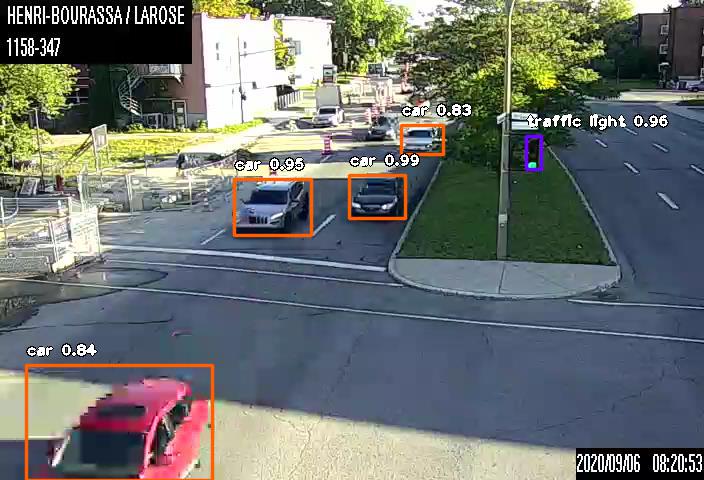 HENRI-BOURASSA / LAROSE
1158-347
car 0.83
traffic light 0.96
car 0.95
car 0.99
car 0.84
2020/09/06 08:20:53